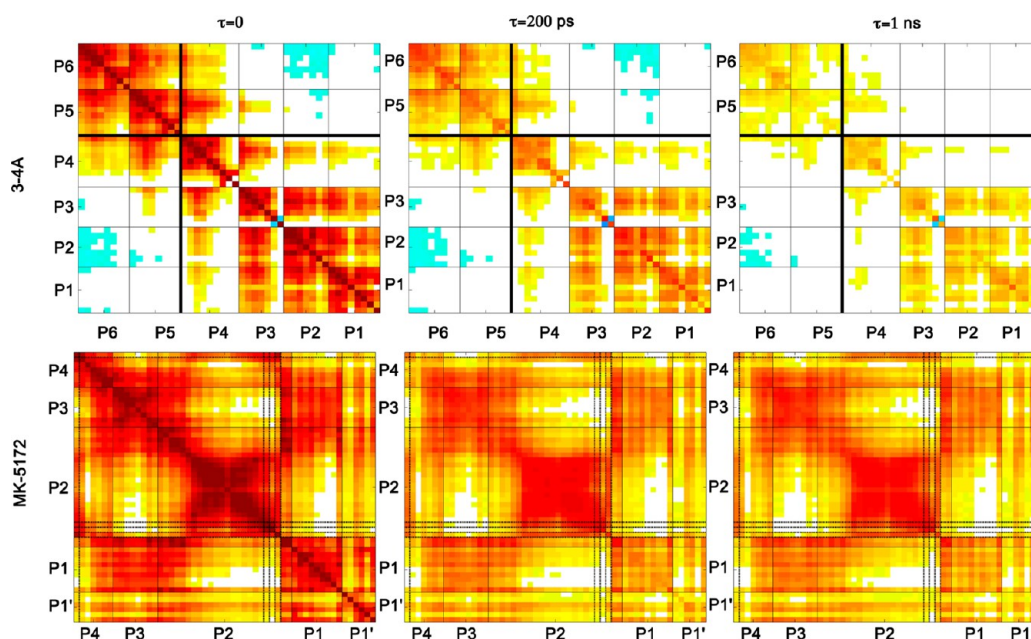 τ=0 τ=200 ps τ=1 ns
3-4A
P6 P6 P6
P5 P5 P5
P4 P4 P4
P3 P3 P3
P2 P2 P2
P1 P1 P1
P6 P5 P4 P3 P2 P1 P6 P5 P4 P3 P2 P1 P6 P5 P4 P3 P2 P1
MK-5172
P4 P4 P4
P3 P3 P3
P2 P2 P2
P1 P1 P1
P1' P1' P1'
P4 P3 P2 P1 P1' P4 P3 P2 P1 P1' P4 P3 P2 P1 P1